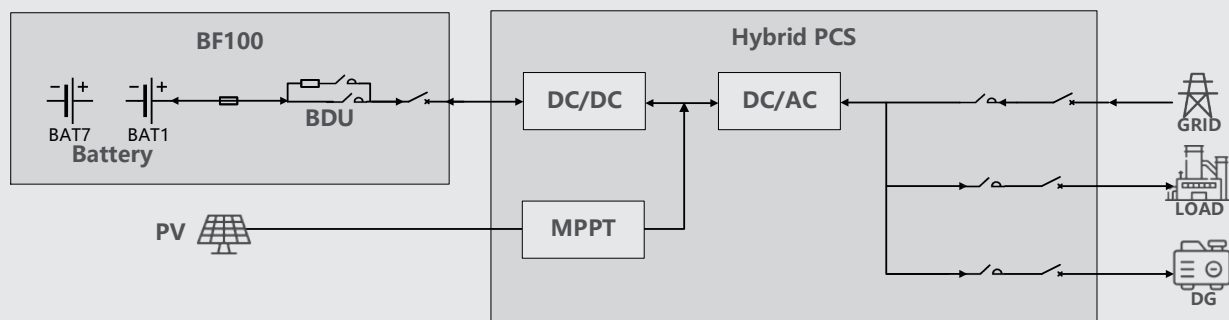 BF100
Hybrid PCS
− +
− +
BAT7
BAT1
Battery
BDU
DC/DC
DC/AC
GRID
LOAD
PV
MPPT
DG